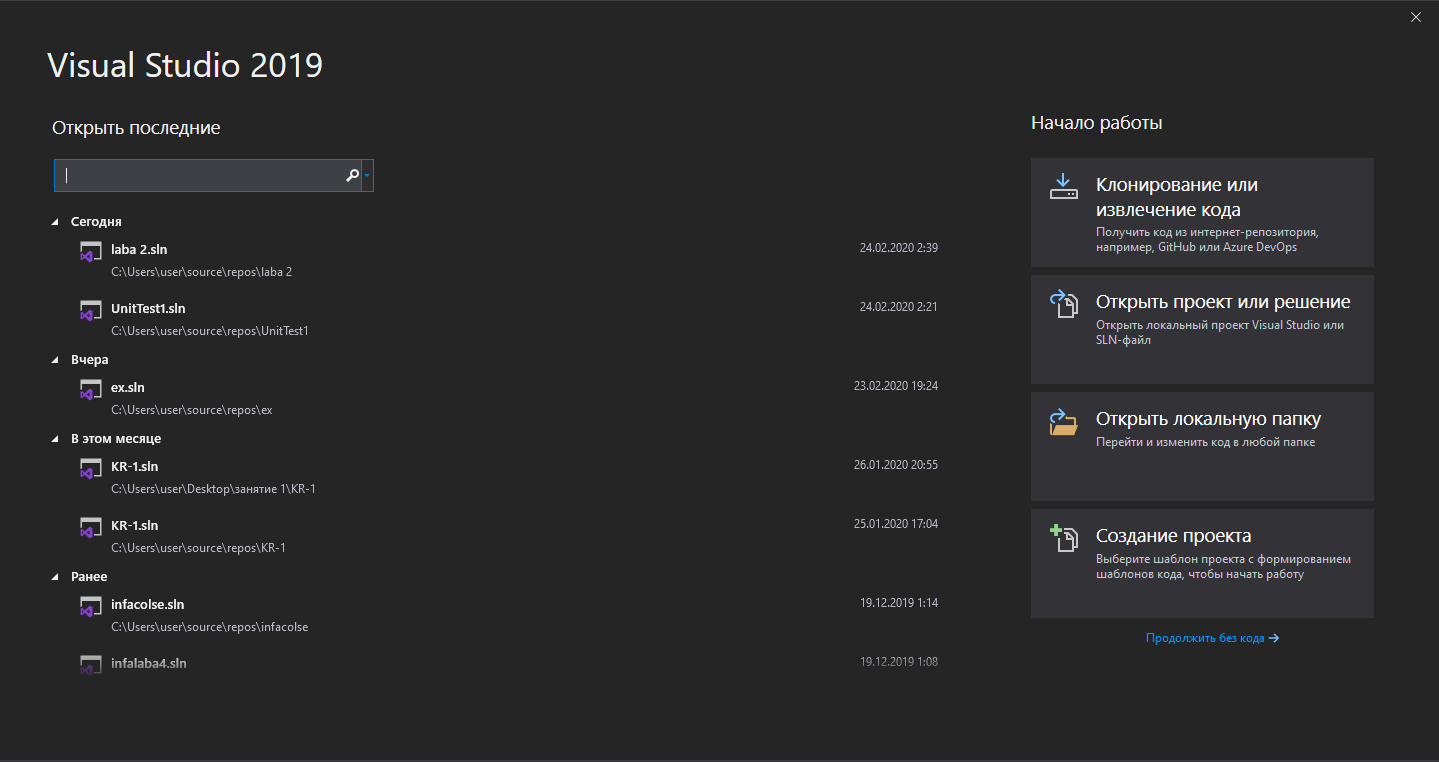 Visual Studio 2019
Открыть последние
Сегодня
laba 2.sln
24.02.2020 2:39
C:\Users\user\source\repos\laba 2
UnitTest1.sln
24.02.2020 2:21
C:\Users\user\source\repos\UnitTest1
Вчера
ex.sln
23.02.2020 19:24
C:\Users\user\source\repos\ex
В этом месяце
KR-1.sln
26.01.2020 20:55
C:\Users\user\Desktop\занятие 1\KR-1
KR-1.sln
25.01.2020 17:04
C:\Users\user\source\repos\KR-1
Ранее
infacolse.sln
19.12.2019 1:14
C:\Users\user\source\repos\infacolse
infalaba4.sln
19.12.2019 1:08
Начало работы
Клонирование или
извлечение кода
Получить код из интернет-репозитория,
например, GitHub или Azure DevOps
Открыть проект или решение
Открыть локальный проект Visual Studio или
SLN-файл
Открыть локальную папку
Перейти и изменить код в любой папке
Создание проекта
Выберите шаблон проекта с формированием
шаблонов кода, чтобы начать работу
Продолжить без кода →